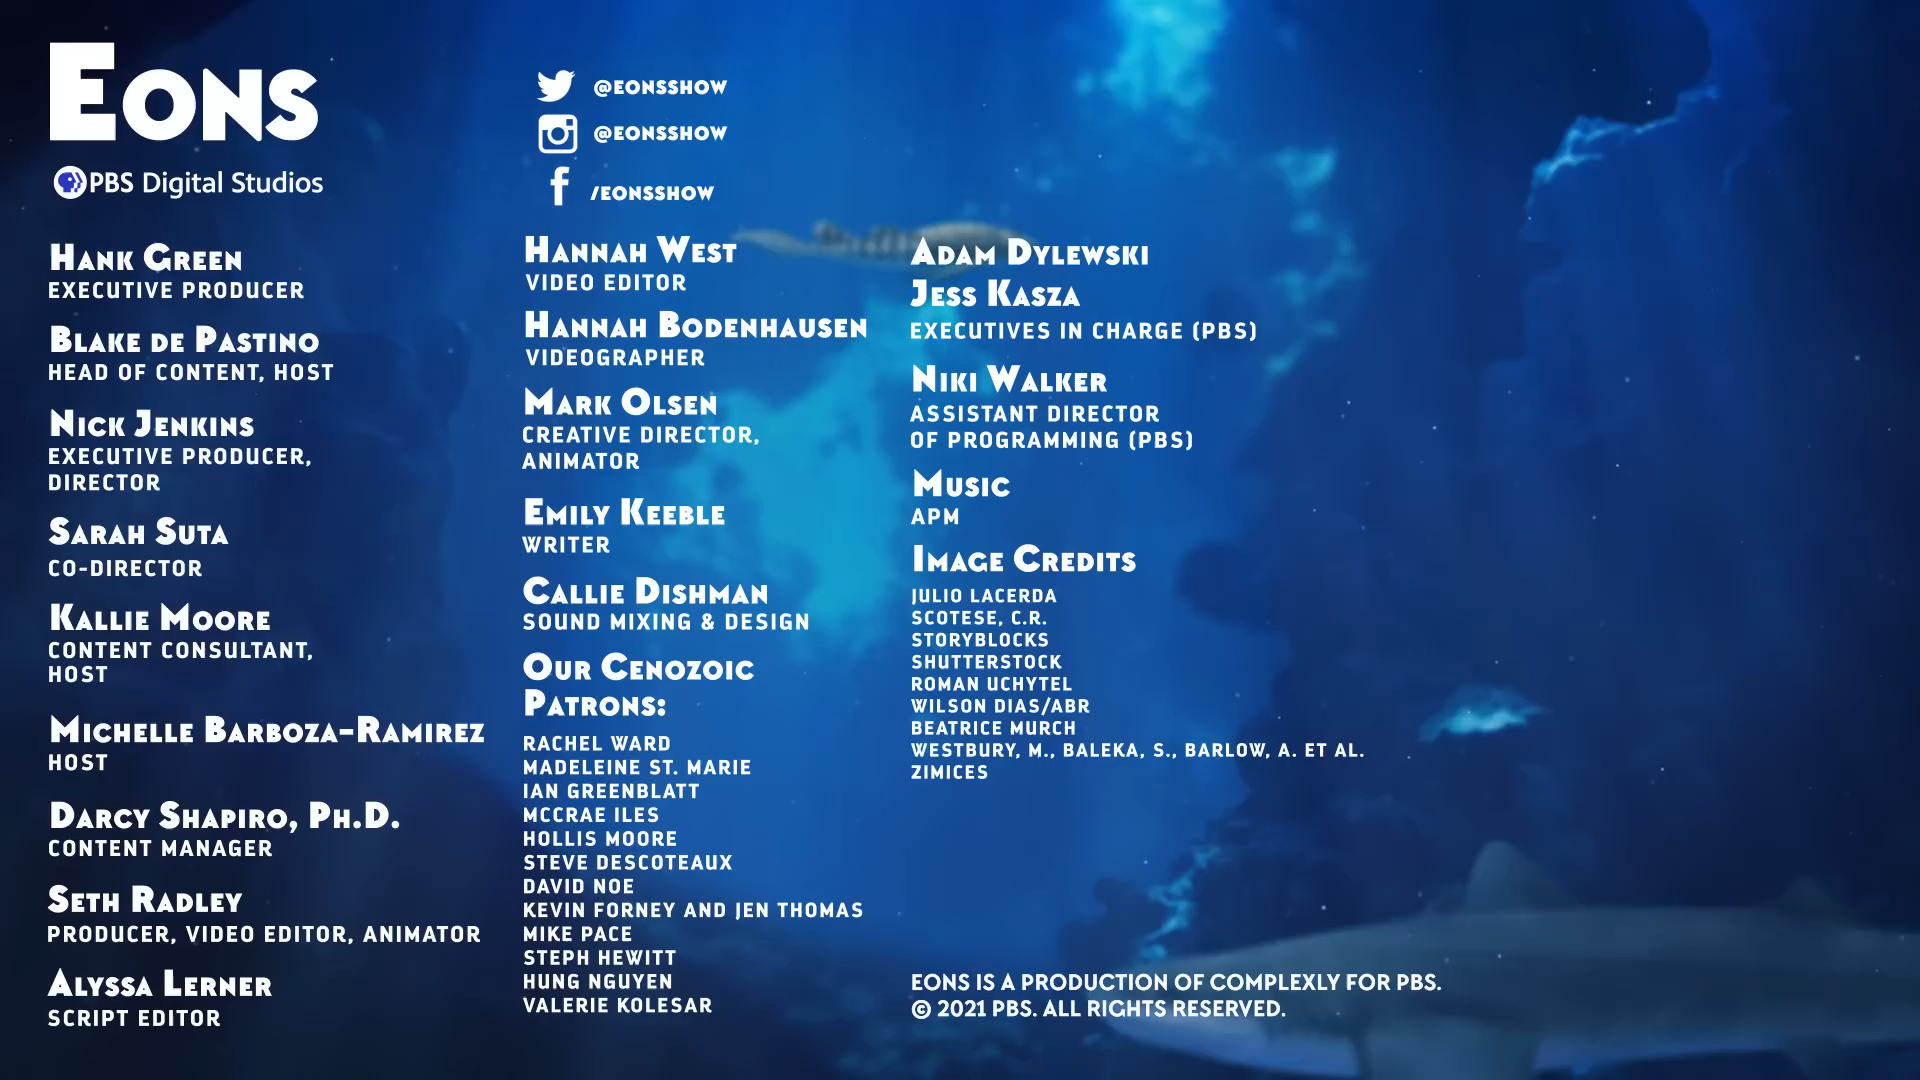 EONS
PBS Digital Studios
HANK GREEN
EXECUTIVE PRODUCER
BLAKE DE PASTINO
HEAD OF CONTENT, HOST
NICK JENKINS
EXECUTIVE PRODUCER,
DIRECTOR
SARAH SUTA
CO-DIRECTOR
KALLIE MOORE
CONTENT CONSULTANT,
HOST
MICHELLE BARBOZA-RAMIREZ
HOST
DARCY SHAPIRO, PH.D.
CONTENT MANAGER
SETH RADLEY
PRODUCER, VIDEO EDITOR, ANIMATOR
ALYSSA LERNER
SCRIPT EDITOR
@EONSSHOW
@EONSSHOW
/EONSSHOW
HANNAH WEST
VIDEO EDITOR
HANNAH BODENHAUSEN
VIDEOGRAPHER
MARK OLSEN
CREATIVE DIRECTOR,
ANIMATOR
EMILY KEEBLE
WRITER
CALLIE DISHMAN
SOUND MIXING & DESIGN
OUR CENOZOIC
PATRONS:
RACHEL WARD
MADELEINE ST. MARIE
IAN GREENBLATT
MCCRAE ILES
HOLLIS MOORE
STEVE DESCOTEAUX
DAVID NOE
KEVIN FORNEY AND JEN THOMAS
MIKE PACE
STEPH HEWITT
HUNG NGUYEN
VALERIE KOLESAR
ADAM DYLEWSKI
JESS KASZA
EXECUTIVES IN CHARGE (PBS)
NIKI WALKER
ASSISTANT DIRECTOR
OF PROGRAMMING (PBS)
MUSIC
APM
IMAGE CREDITS
JULIO LACERDA
SCOTESE, C.R.
STORYBLOCKS
SHUTTERSTOCK
ROMAN UCHYTEL
WILSON DIAS/ABR
BEATRICE MURCH
WESTBURY, M., BALEKA, S., BARLOW, A. ET AL.
ZIMICES
EONS IS A PRODUCTION OF COMPLEXLY FOR PBS.
© 2021 PBS. ALL RIGHTS RESERVED.